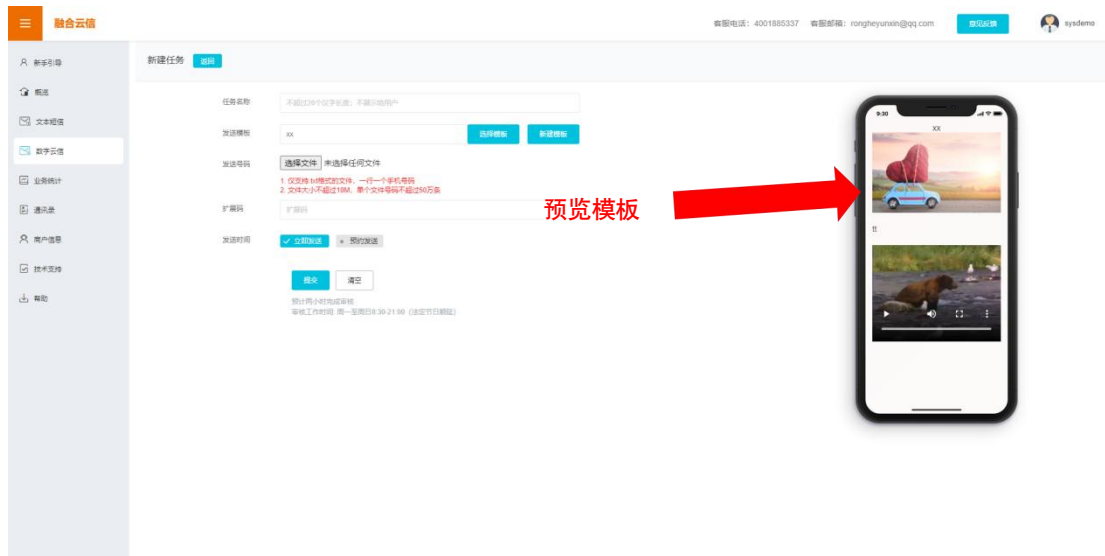 融合云信
客服电话：4001885337 客服邮箱：rongheyunxin@qq.com 意见反馈 sysdemo
新手引导
概览
文本短信
数字云信
业务统计
通讯录
商户信息
技术支持
帮助
新建任务 返回
任务名称 不超过20个汉字长度；不展示给用户
发送模板 xx 选择模板 新建模板
发送号码 选择文件 未选择任何文件
1. 仅支持 txt格式的文件，一行一个手机号码
2. 文件大小不超过10M，单个文件号码不超过50万条
扩展码 扩展码
发送时间 立即发送 预约发送
提交 清空
预计两小时完成审核
审核工作时间: 周一至周日8:30-21:00（法定节日顺延）
预览模板
9:30
xx
tt